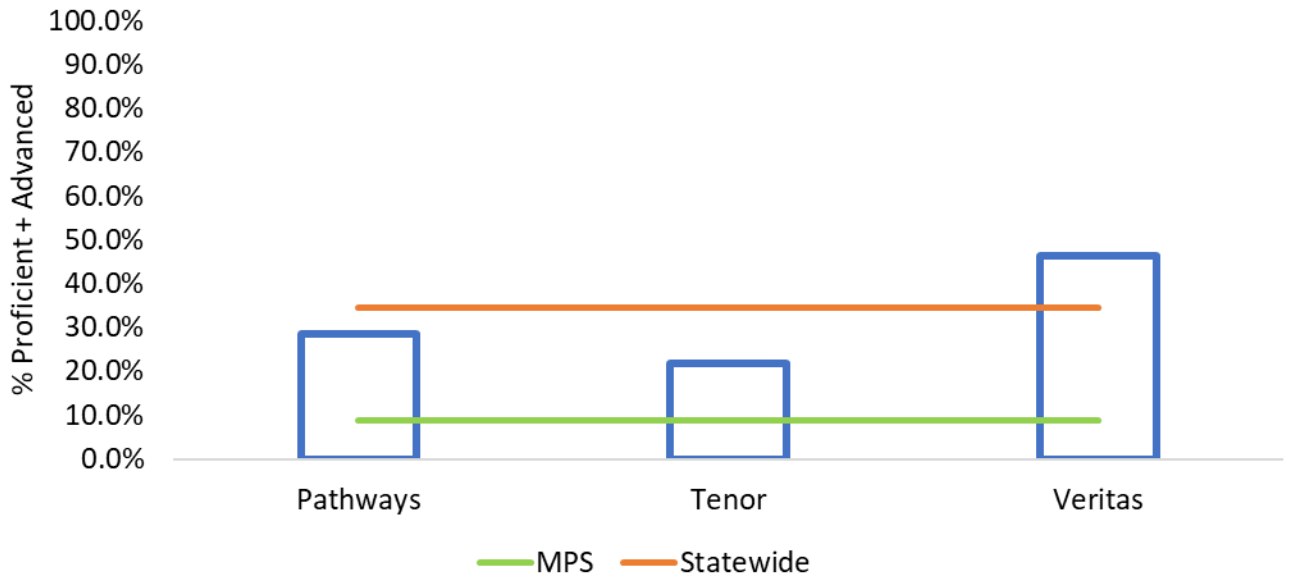 100.0%
90.0%
80.0%
70.0%
60.0%
50.0%
40.0%
30.0%
20.0%
10.0%
0.0%
% Proficient + Advanced
Pathways
Tenor
Veritas
MPS
Statewide